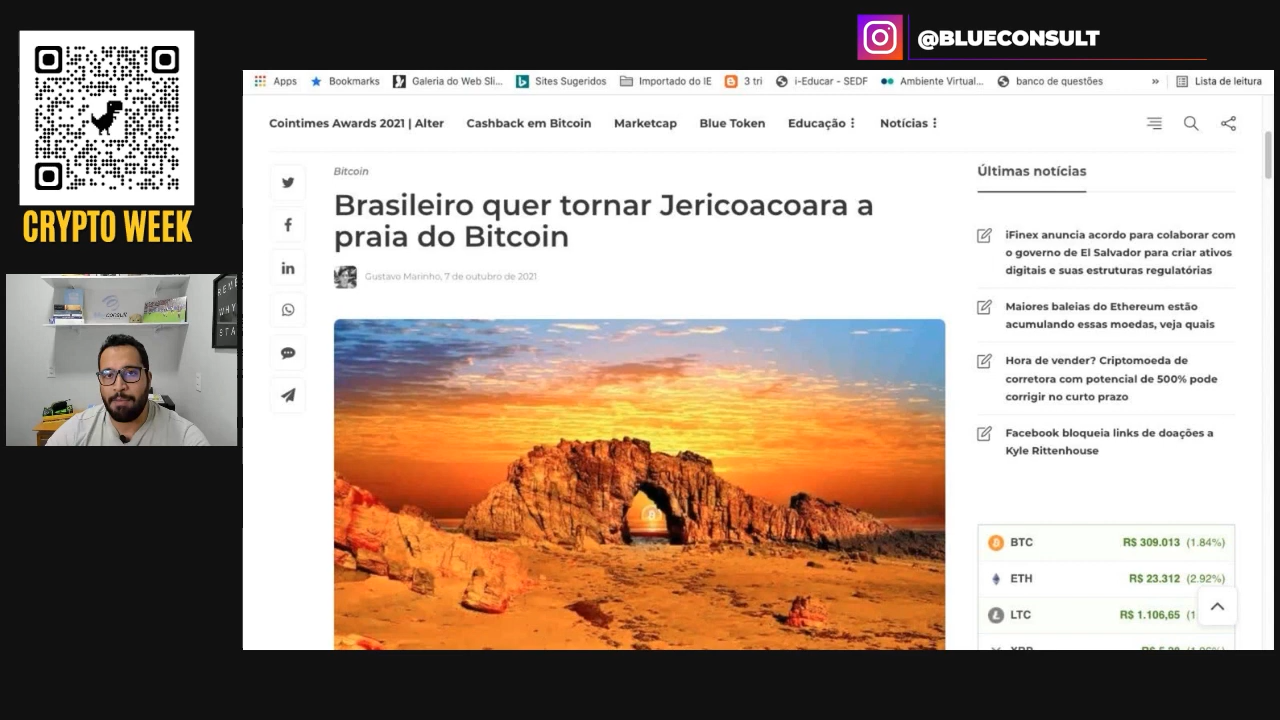 @BLUECONSULT
CRYPTO WEEK
consult
Apps
Bookmarks
Galeria do Web Sli...
Sites Sugeridos
Importado do IE
3 tri
i-Educar - SEDF
Ambiente Virtual...
banco de questões
»
Lista de leitura
Cointimes Awards 2021 | Alter
Cashback em Bitcoin
Marketcap
Blue Token
Educação
Notícias
Bitcoin
Brasileiro quer tornar Jericoacoara a
praia do Bitcoin
Gustavo Marinho, 7 de outubro de 2021
Últimas notícias
iFinex anuncia acordo para colaborar com
o governo de El Salvador para criar ativos
digitais e suas estruturas regulatórias
Maiores baleias do Ethereum estão
acumulando essas moedas, veja quais
Hora de vender? Criptomoeda de
corretora com potencial de 500% pode
corrigir no curto prazo
Facebook bloqueia links de doações a
Kyle Rittenhouse
BTC R$ 309.013 (1.84%)
ETH R$ 23.312 (2.92%)
LTC R$ 1.106,65 (1